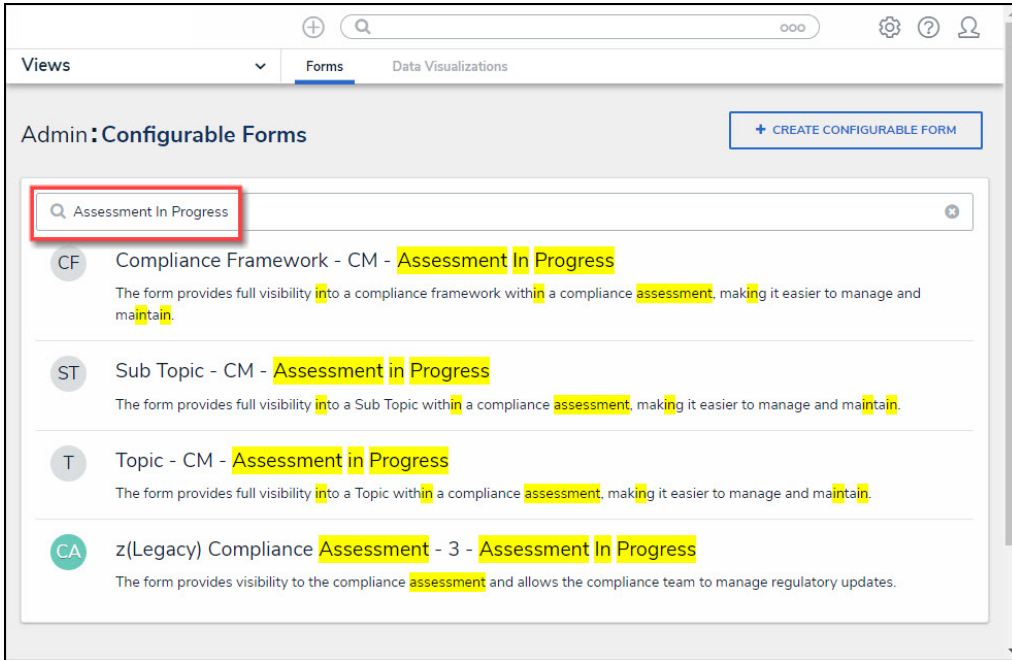 Views
Forms
Data Visualizations
Admin:Configurable Forms
+ CREATE CONFIGURABLE FORM
Assessment In Progress
CF
Compliance Framework - CM - Assessment In Progress
The form provides full visibility into a compliance framework within a compliance assessment, making it easier to manage and
maintain.
ST
Sub Topic - CM - Assessment in Progress
The form provides full visibility into a Sub Topic within a compliance assessment, making it easier to manage and maintain.
T
Topic - CM - Assessment in Progress
The form provides full visibility into a Topic within a compliance assessment, making it easier to manage and maintain.
CA
z(Legacy) Compliance Assessment - 3 - Assessment In Progress
The form provides visibility to the compliance assessment and allows the compliance team to manage regulatory updates.